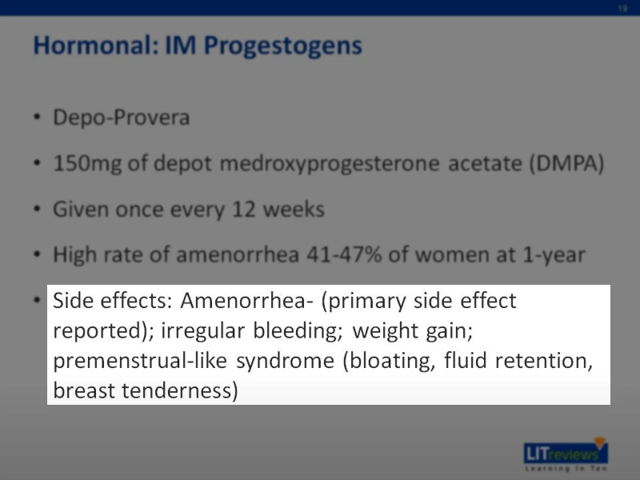 19
Hormonal: IM Progestogens
• Depo-Provera
• 150mg of depot medroxyprogesterone acetate (DMPA)
• Given once every 12 weeks
• High rate of amenorrhea 41-47% of women at 1-year
• Side effects: Amenorrhea- (primary side effect
reported); irregular bleeding; weight gain;
premenstrual-like syndrome (bloating, fluid retention,
breast tenderness)
LITreviews
Learning In Ten